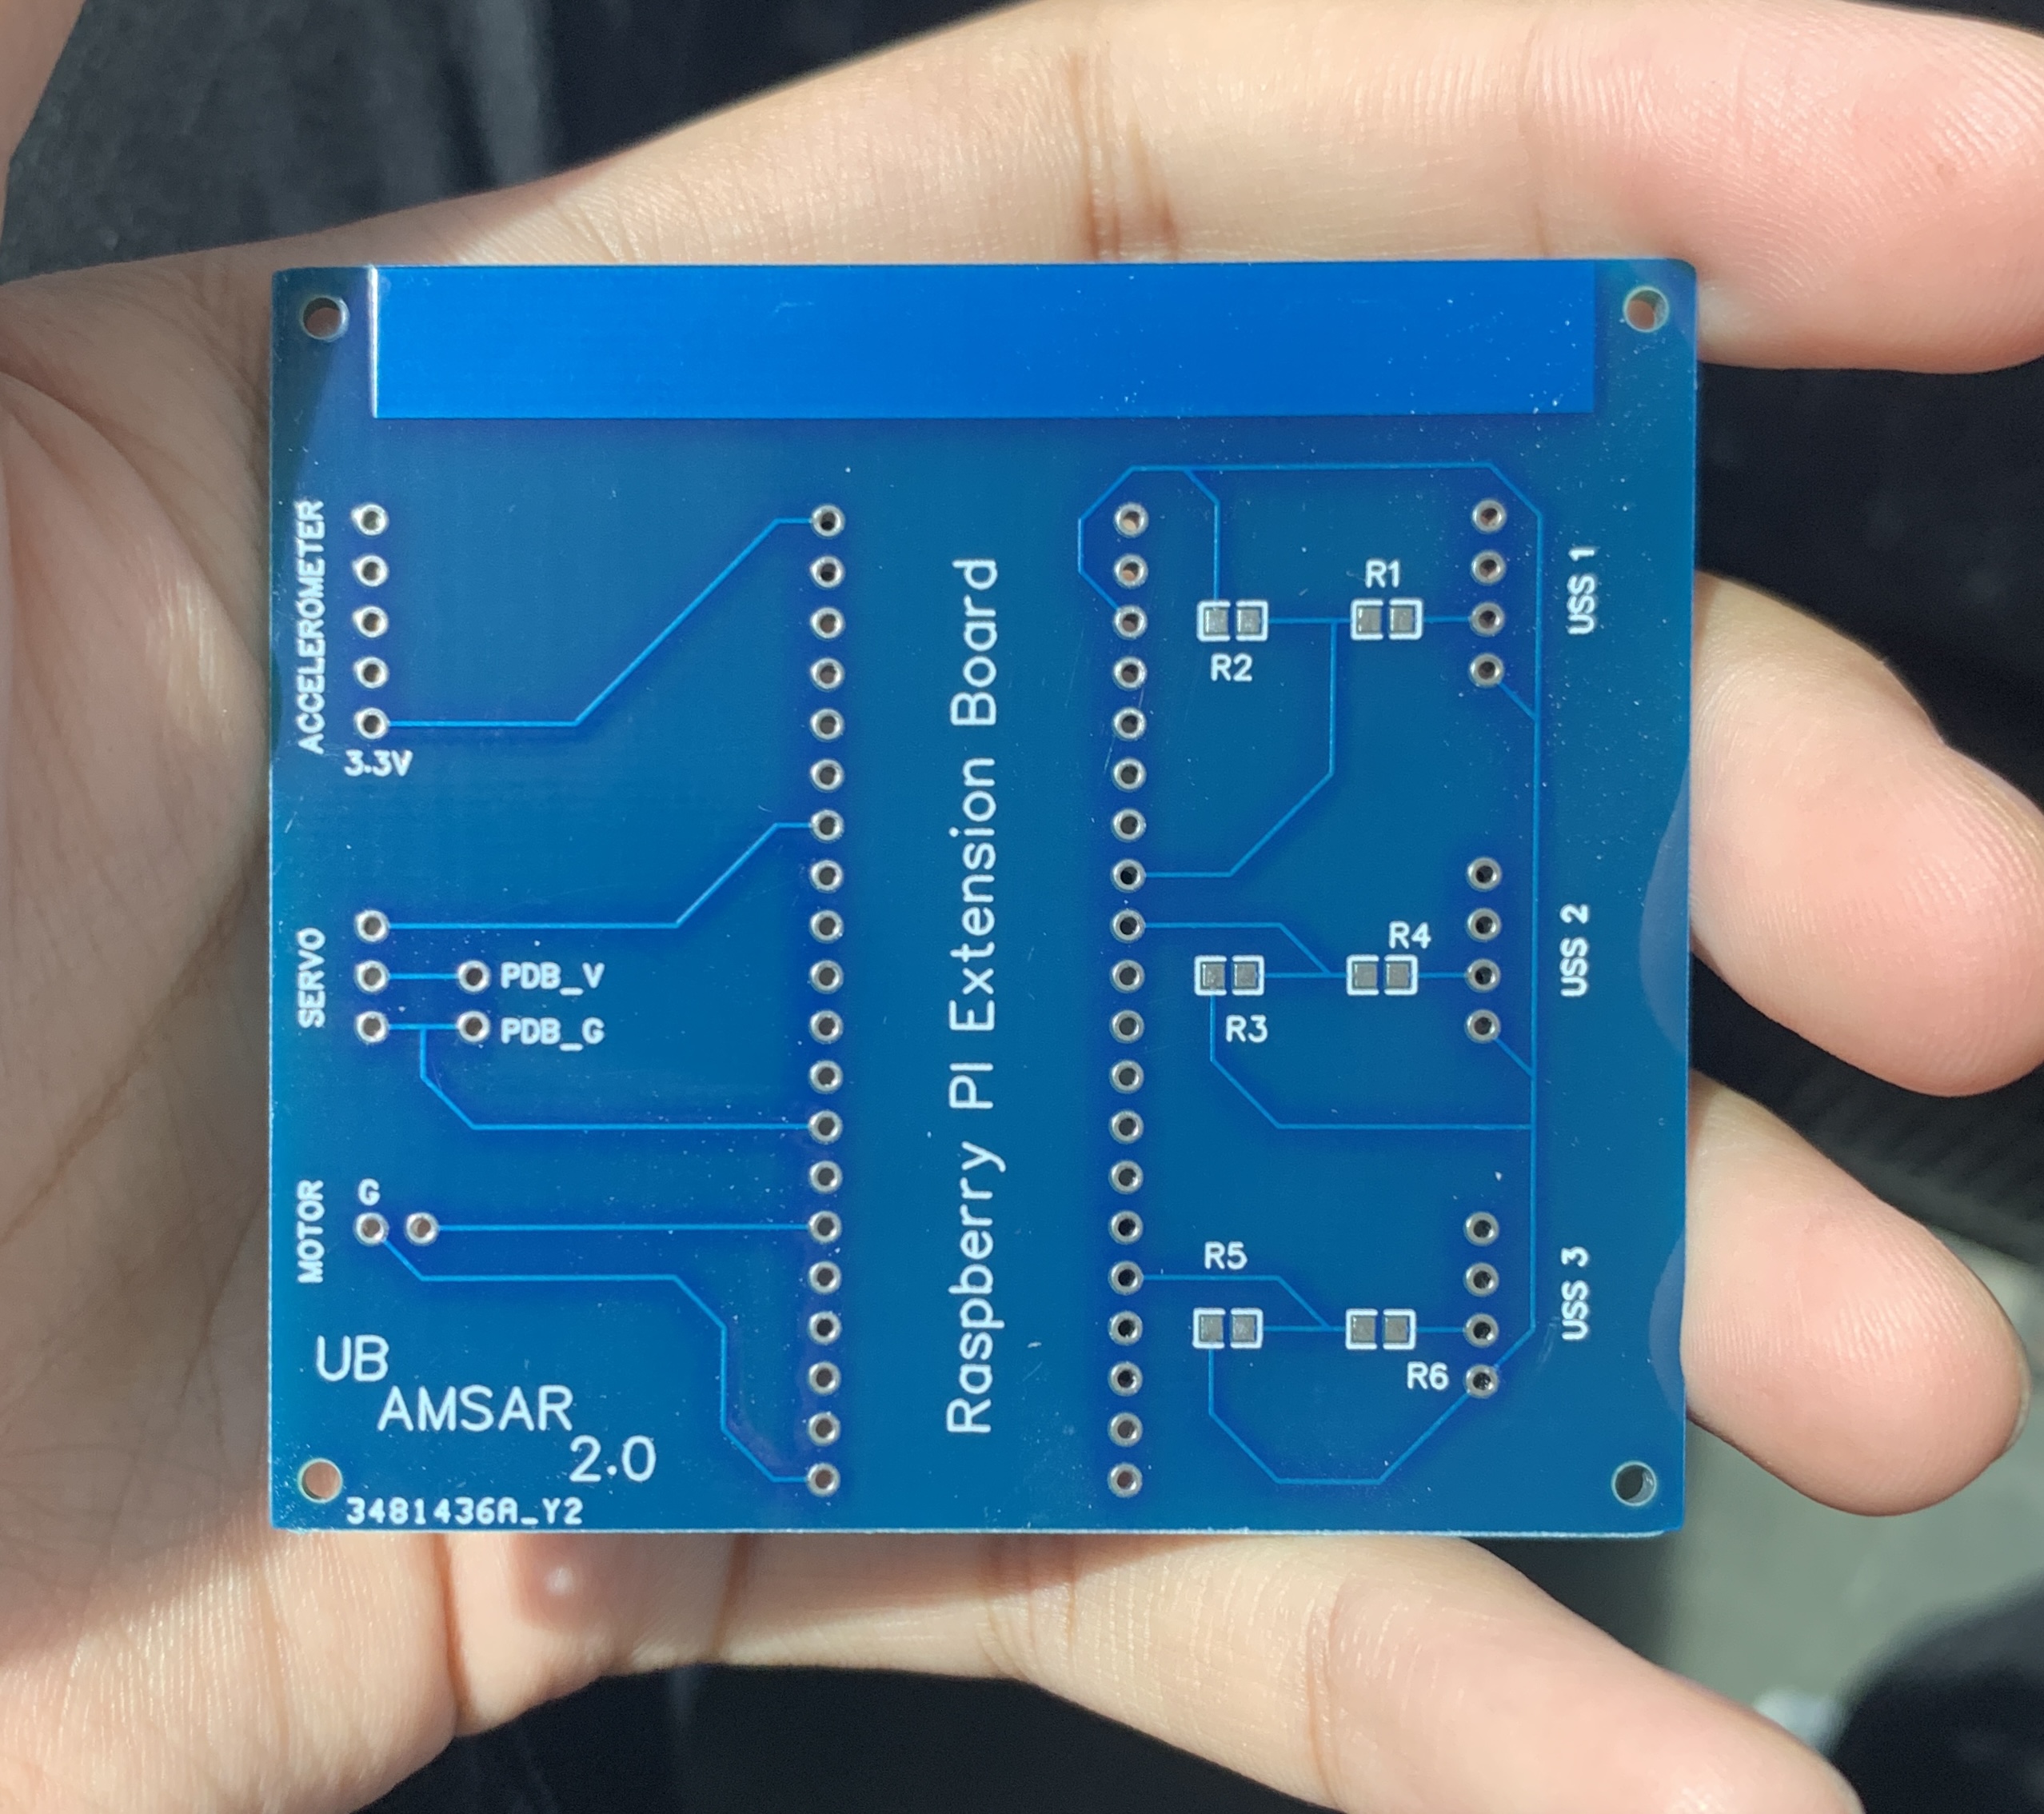 ACCELEROMETER
3.3V
SERVO
PDB_V
PDB_G
MOTOR
G
UB
AMSAR
2.0
3481436A_Y2
Raspberry PI Extension Board
R1
R2
USS 1
R4
R3
USS 2
R5
R6
USS 3